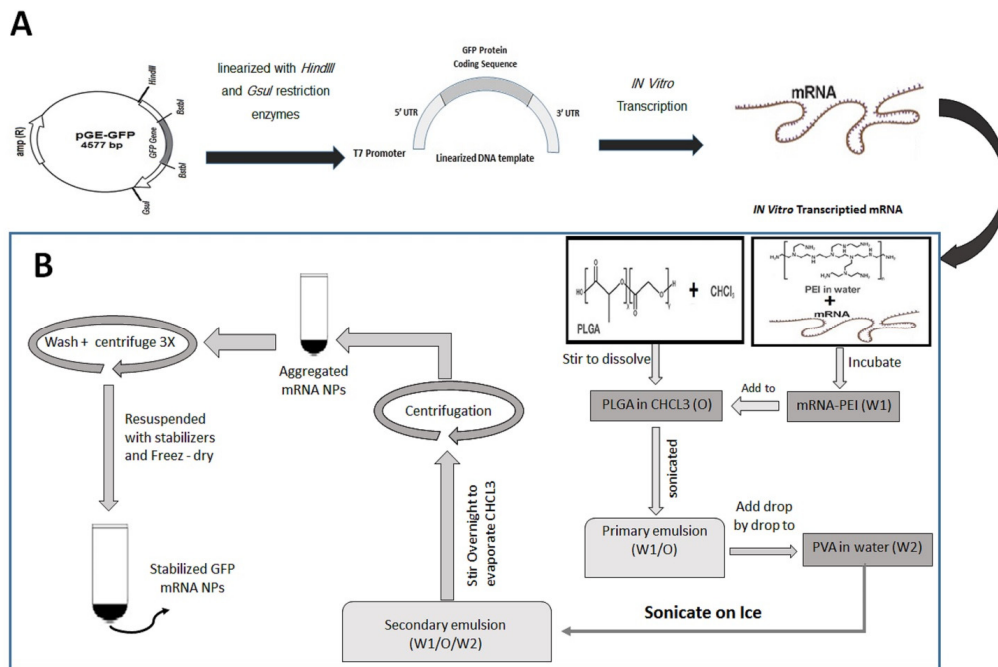 A
linearized with HindIII
and GsuI restriction
enzymes
GFP Protein
Coding Sequence
5' UTR
3' UTR
T7 Promoter
Linearized DNA template
IN Vitro
Transcription
mRNA
HindIII
BstbI
pGE-GFP
4577 bp
GFP Gene
amp (R)
BstbI
GsuI
IN Vitro Transcriptied mRNA
B
HO
O
O
O
O
H
x
y
PLGA
+ CHCl3
NH2
H2N
N
H
NH2
PEI in water
+
mRNA
Stir to dissolve
Incubate
PLGA in CHCL3 (O)
Add to
mRNA-PEI (W1)
sonicated
Primary emulsion
(W1/O)
Add drop
by drop to
PVA in water (W2)
Sonicate on Ice
Secondary emulsion
(W1/O/W2)
Stir Overnight to
evaporate CHCL3
Centrifugation
Aggregated
mRNA NPs
Wash + centrifuge 3X
Resuspended
with stabilizers
and Freez - dry
Stabilized GFP
mRNA NPs